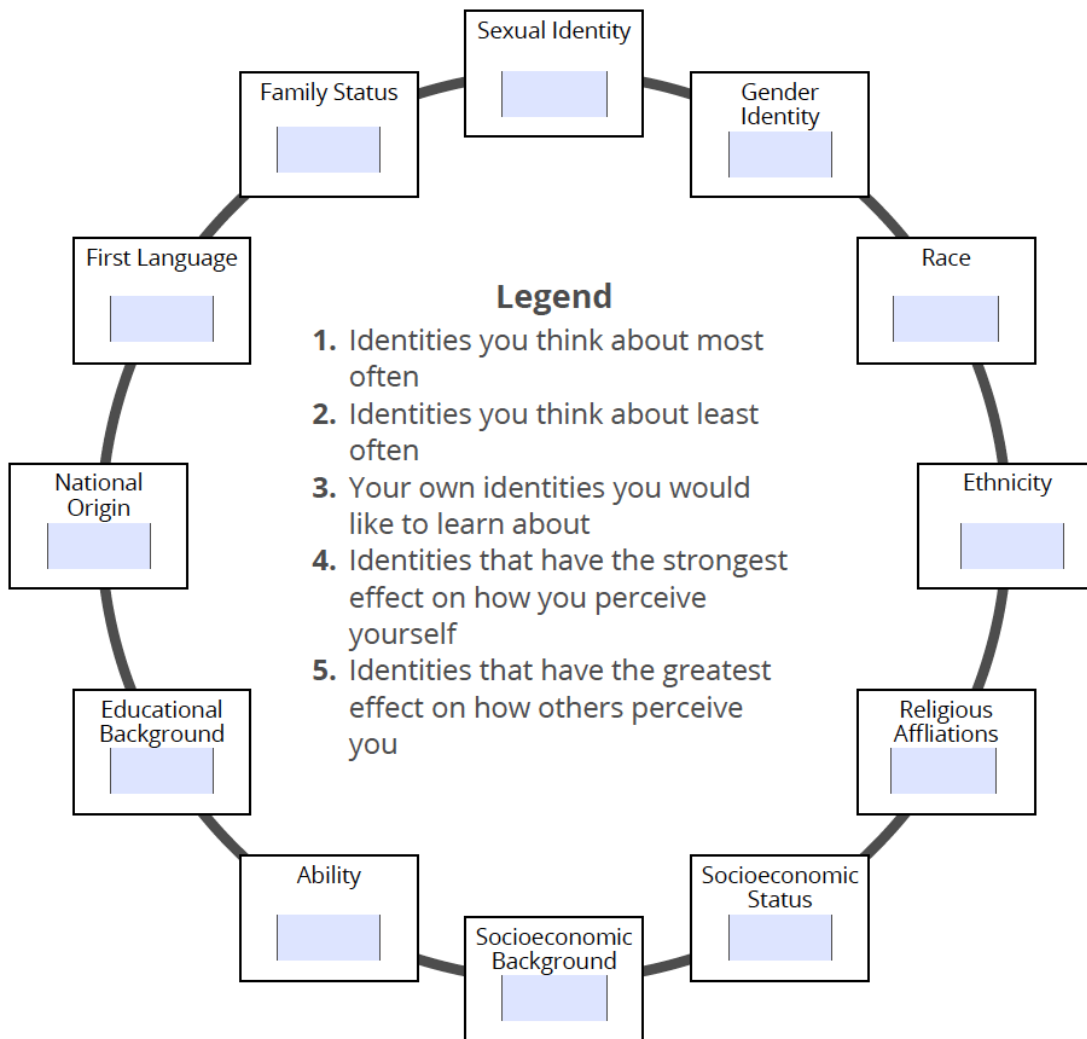 Sexual Identity
Family Status
Gender
Identity
First Language
Race
Legend
1. Identities you think about most
often
2. Identities you think about least
often
3. Your own identities you would
like to learn about
4. Identities that have the strongest
effect on how you perceive
yourself
5. Identities that have the greatest
effect on how others perceive
you
National
Origin
Ethnicity
Educational
Background
Religious
Affliations
Ability
Socioeconomic
Status
Socioeconomic
Background